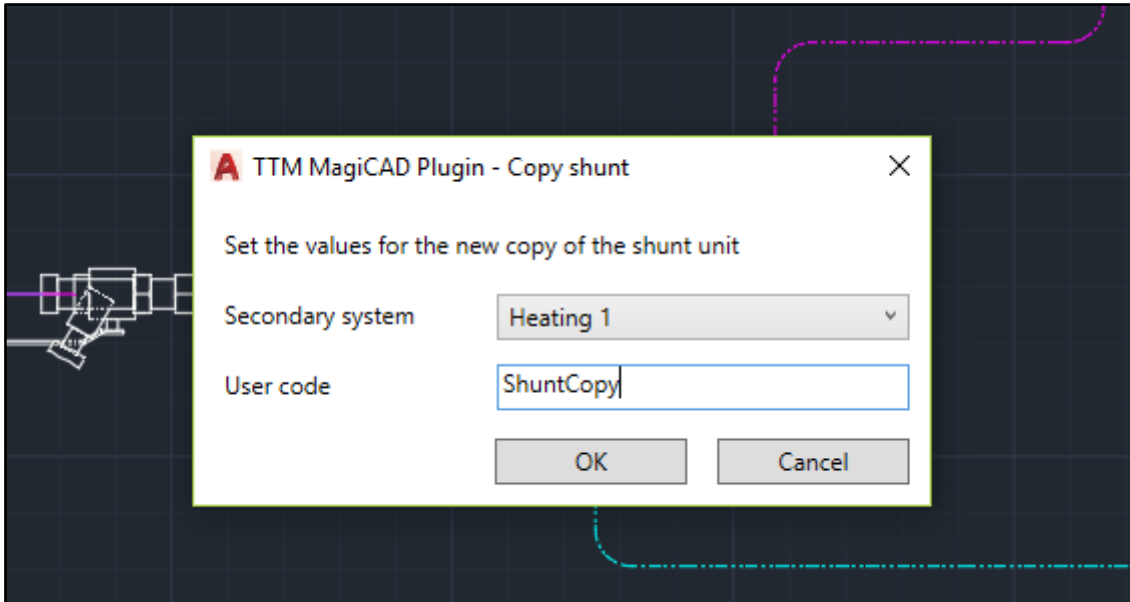 TTM MagiCAD Plugin - Copy shunt
Set the values for the new copy of the shunt unit
Secondary system
Heating 1
User code
ShuntCopy
OK
Cancel